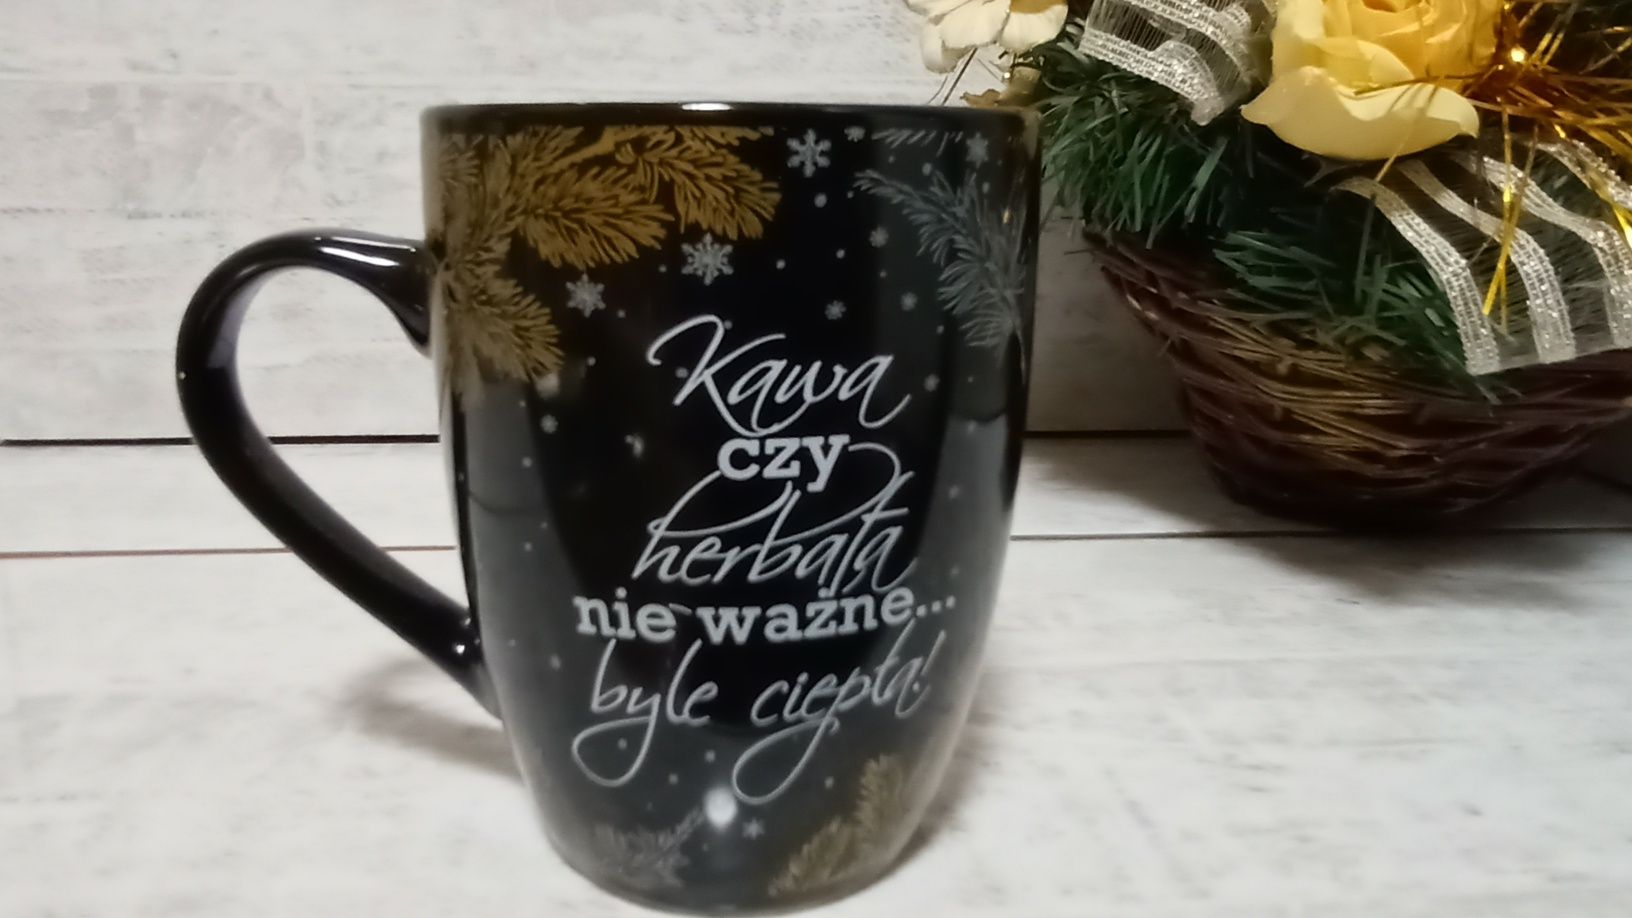 Kawa
czy
herbata
nie ważne...
byle ciepła!